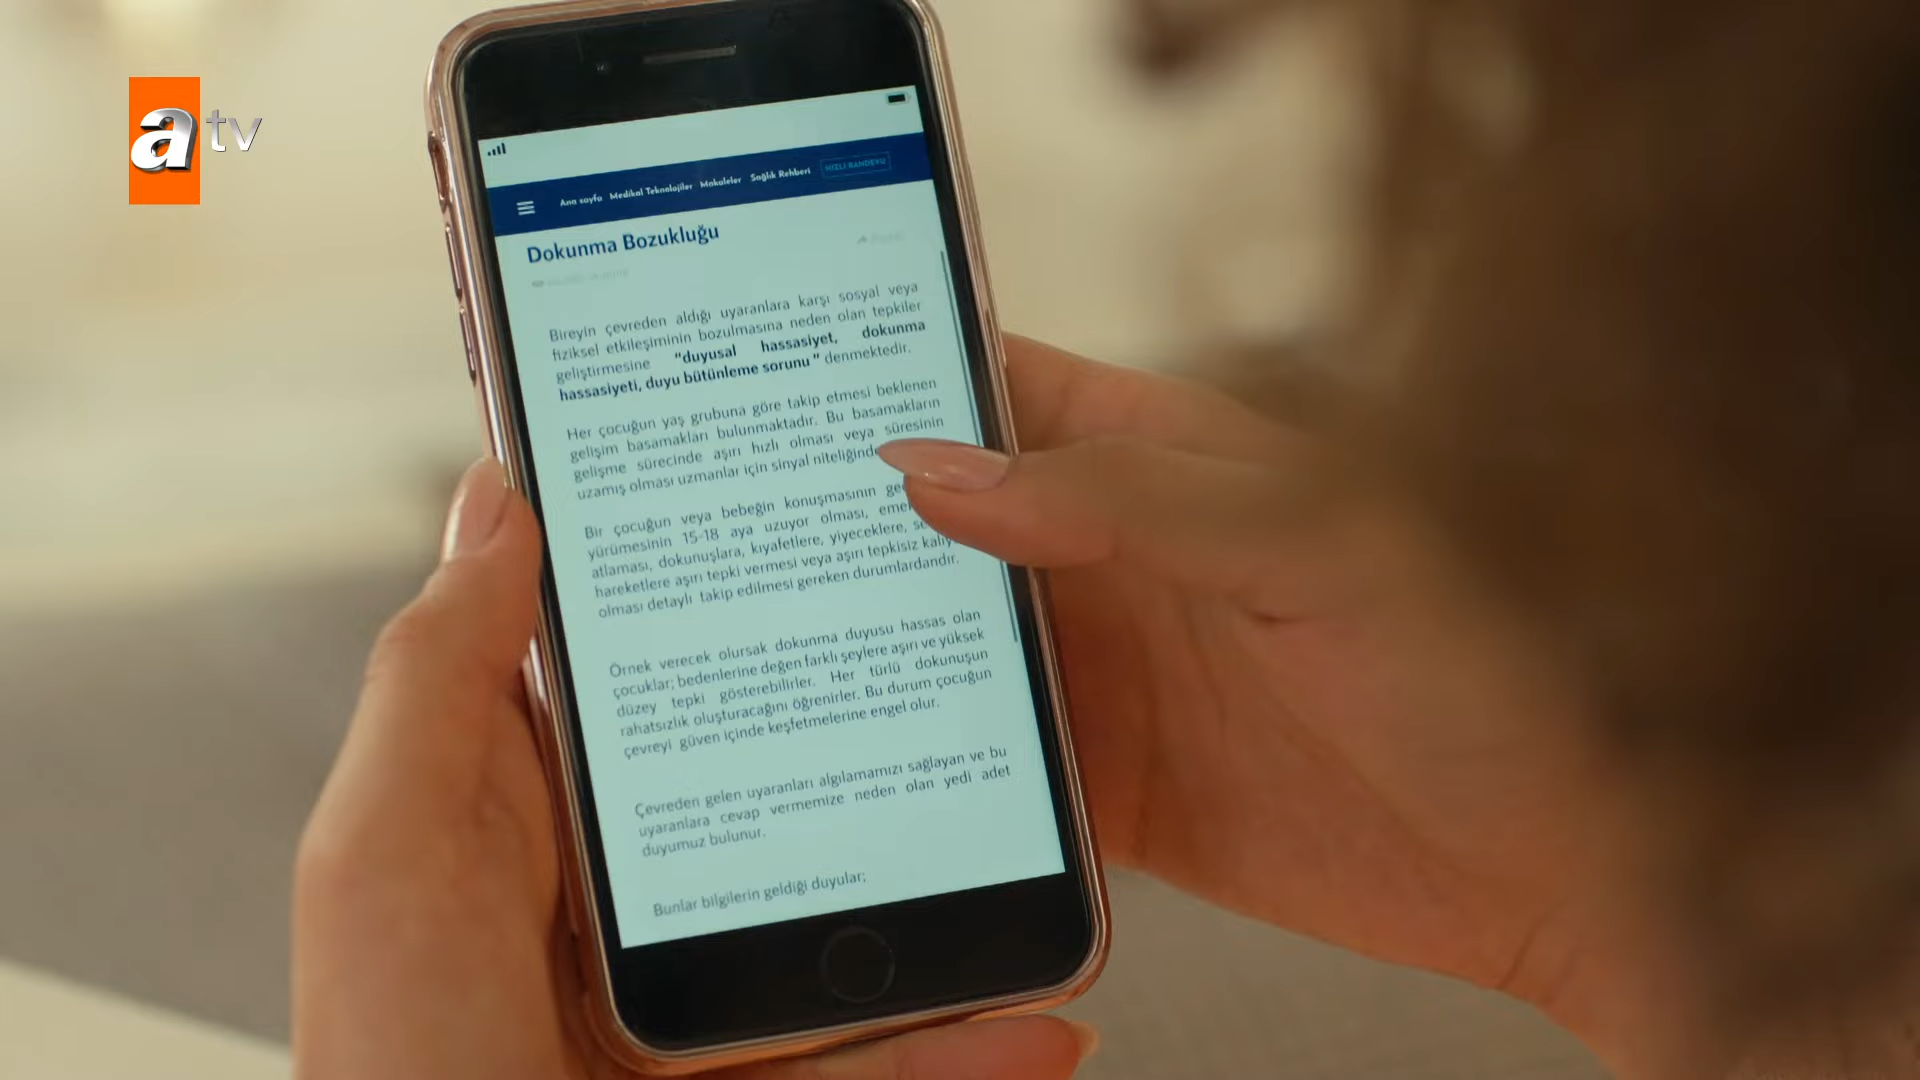 atv
Ana sayfa Medikal Teknolojiler Makaleler Sağlık Rehberi HIZLI RANDEVU
Dokunma Bozukluğu
Bireyin çevreden aldığı uyaranlara karşı sosyal veya
fiziksel etkileşiminin bozulmasına neden olan tepkiler
geliştirmesine "duyusal hassasiyet, dokunma
hassasiyeti, duyu bütünleme sorunu" denmektedir.
Her çocuğun yaş grubuna göre takip etmesi beklenen
gelişim basamakları bulunmaktadır. Bu basamakların
gelişme sürecinde aşırı hızlı olması veya süresinin
uzamış olması uzmanlar için sinyal niteliğinde
Bir çocuğun veya bebeğin konuşmasının
yürümesinin 15-18 aya uzuyor olması,
atlaması, dokunuşlara, kıyafetlere, yiyeceklere,
hareketlere aşırı tepki vermesi veya aşırı tepkisiz
olması detaylı takip edilmesi gereken durumlardandır.
Örnek verecek olursak dokunma duyusu hassas olan
çocuklar; bedenlerine değen farklı şeylere aşırı ve yüksek
düzey tepki gösterebilirler. Her türlü dokunuşun
rahatsızlık oluşturacağını öğrenirler. Bu durum çocuğun
çevreyi güven içinde keşfetmelerine engel olur.
Çevreden gelen uyaranları algılamamızı sağlayan ve bu
uyaranlara cevap vermemize neden olan yedi adet
duyumuz bulunur.
Bunlar bilgilerin geldiği duyular;